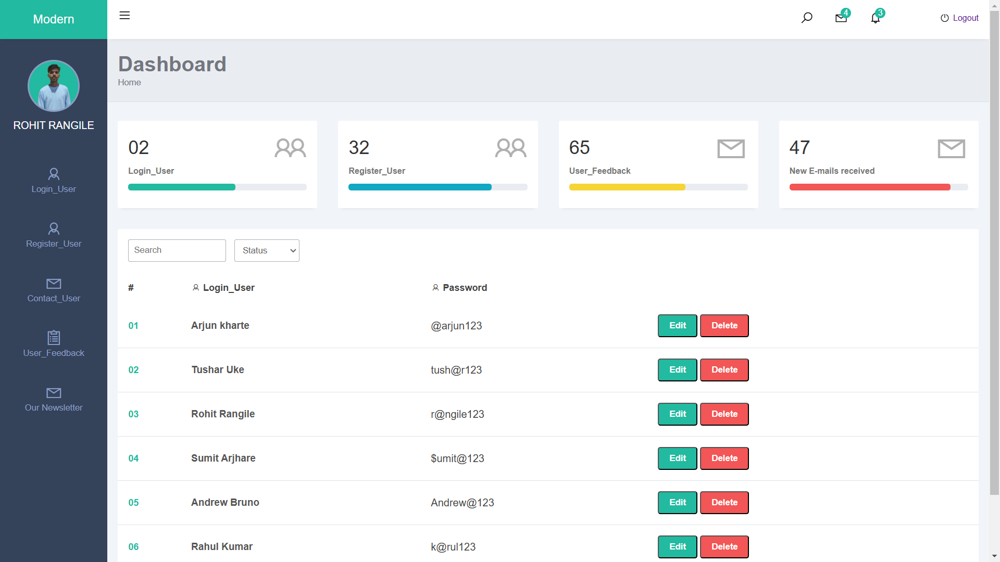 Modern
4
3
Logout
Dashboard
Home
ROHIT RANGILE
Login_User
Register_User
Contact_User
User_Feedback
Our Newsletter
02
Login_User
32
Register_User
65
User_Feedback
47
New E-mails received
Search
Status
# Login_User Password
01 Arjun kharte @arjun123 Edit Delete
02 Tushar Uke tush@r123 Edit Delete
03 Rohit Rangile r@ngile123 Edit Delete
04 Sumit Arjhare $umit@123 Edit Delete
05 Andrew Bruno Andrew@123 Edit Delete
06 Rahul Kumar k@rul123 Edit Delete